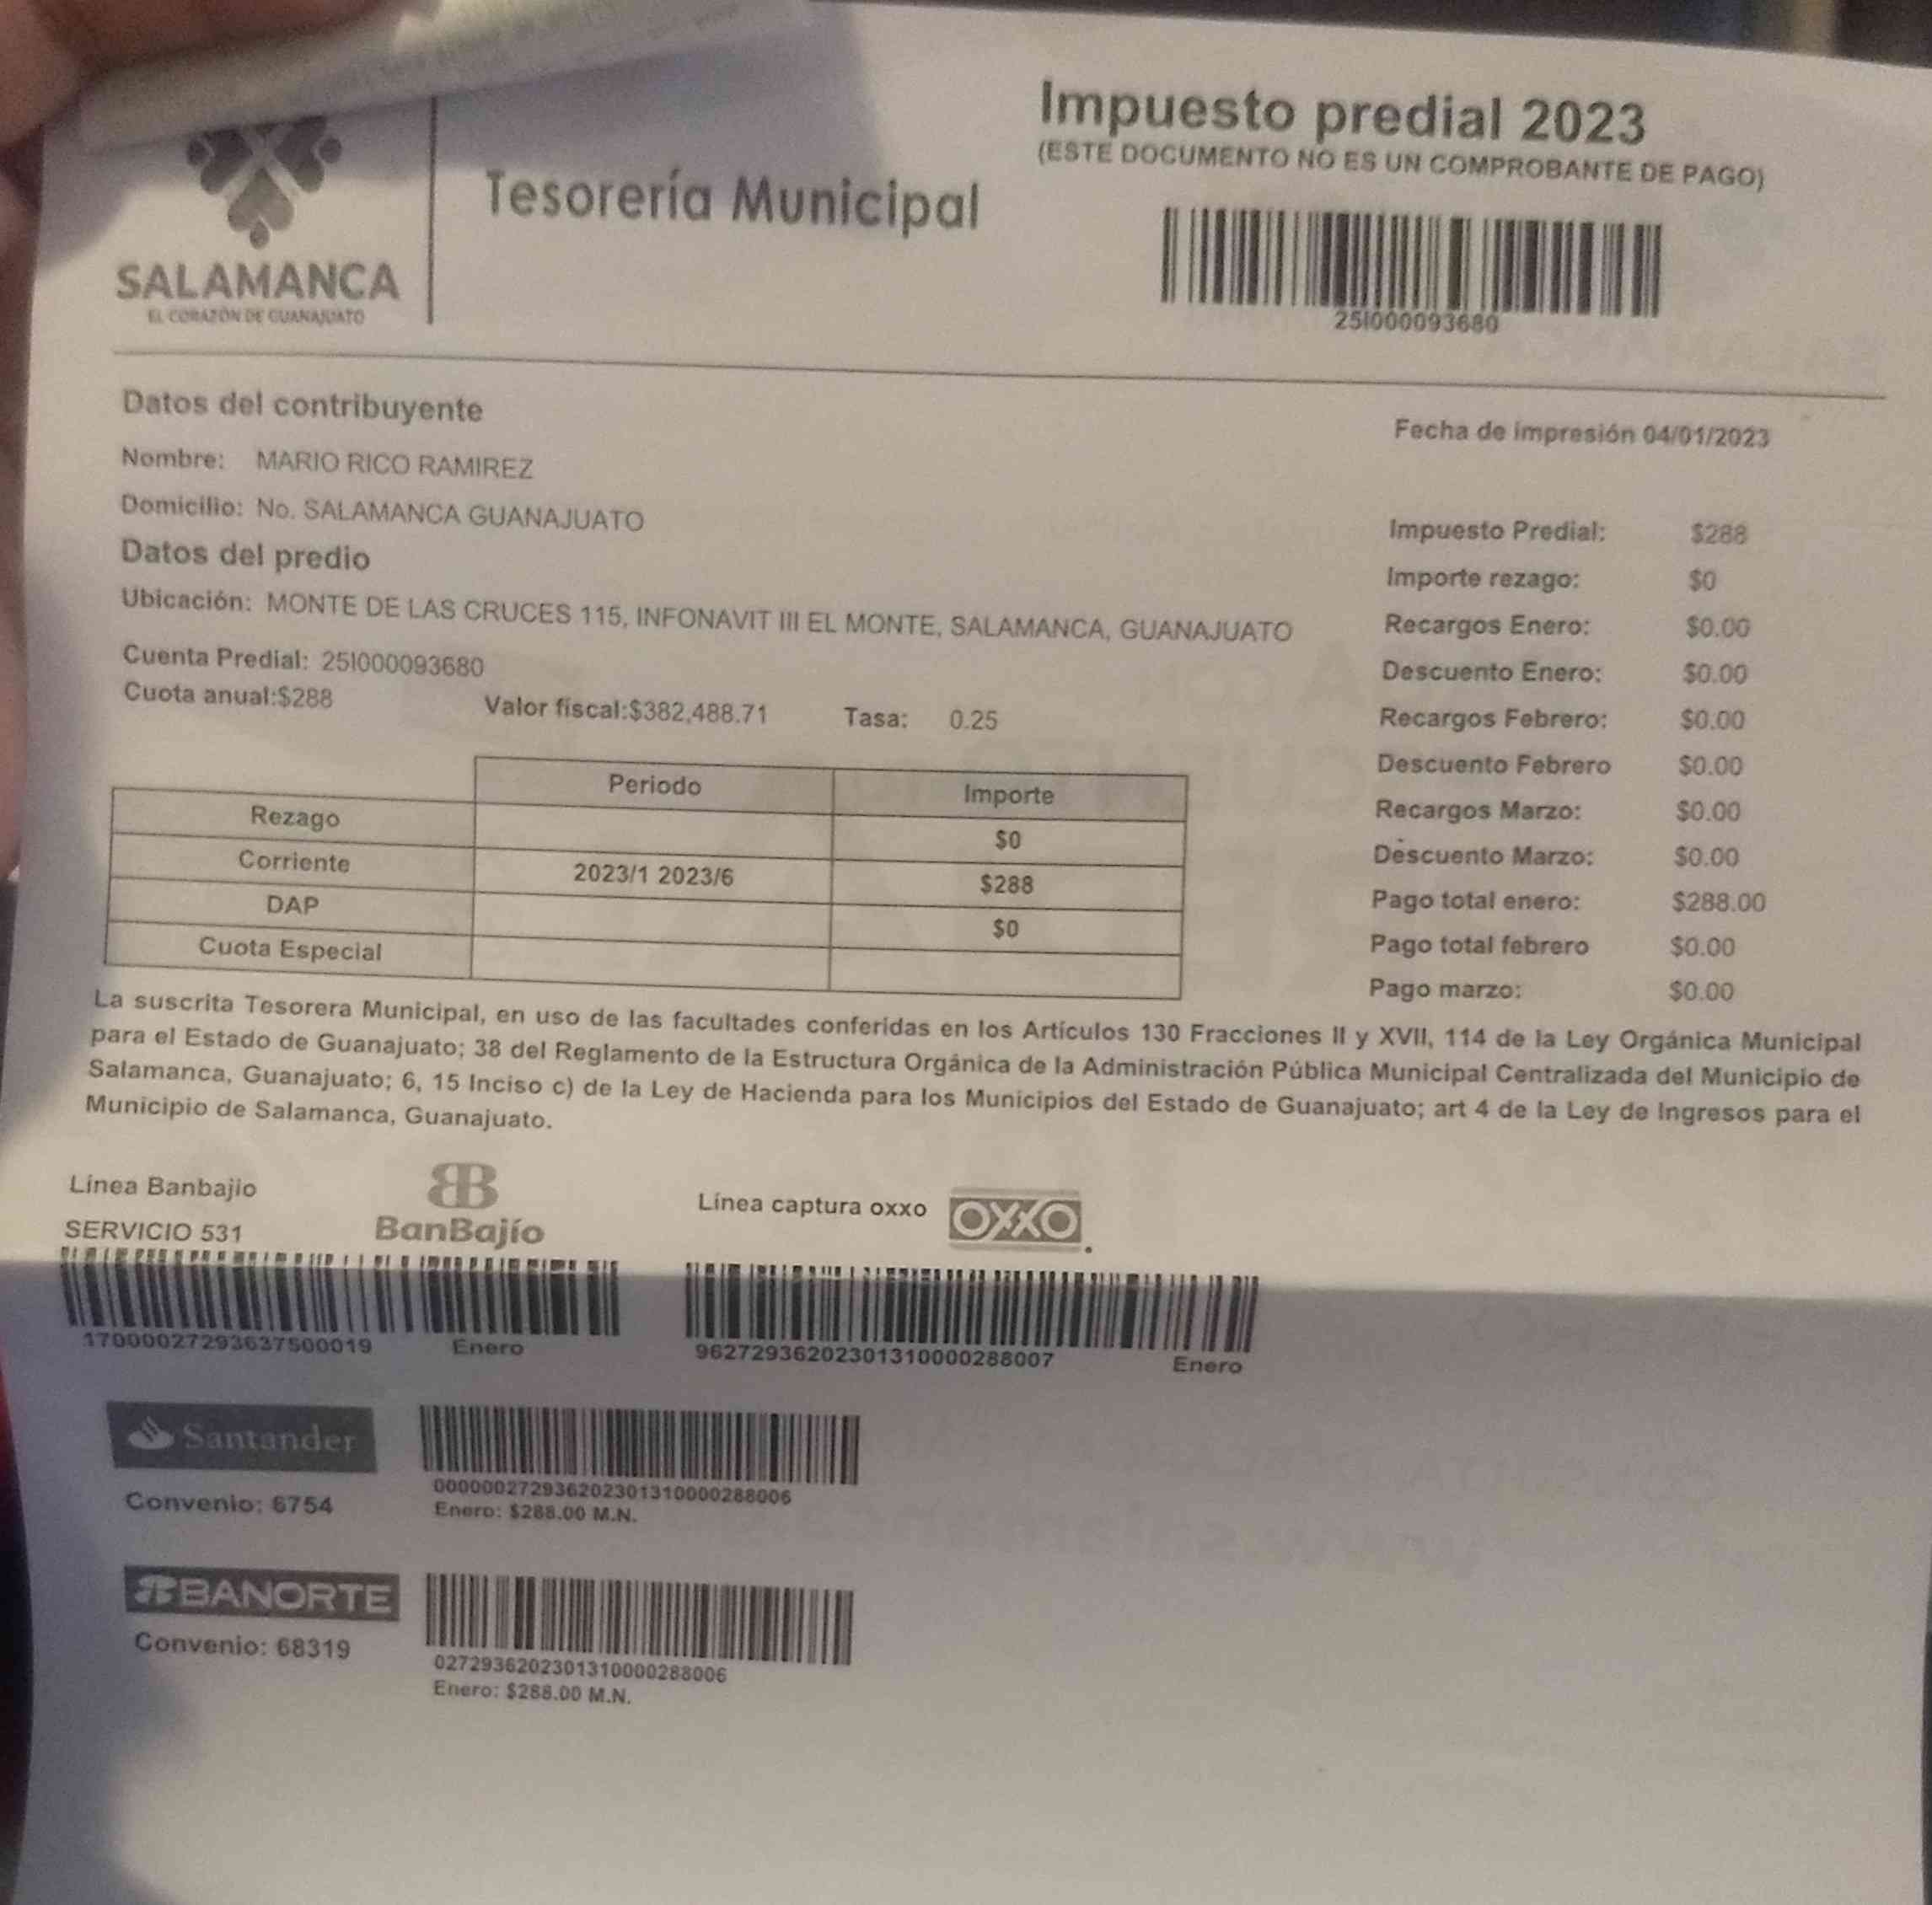 Impuesto predial 2023
(ESTE DOCUMENTO NO ES UN COMPROBANTE DE PAGO)
Tesorería Municipal
SALAMANCA
EL CORAZÓN DE GUANAJUATO
25I000093680
Datos del contribuyente
Fecha de impresión 04/01/2023
Nombre: MARIO RICO RAMIREZ
Domicilio: No. SALAMANCA GUANAJUATO
Datos del predio
Ubicación: MONTE DE LAS CRUCES 115, INFONAVIT III EL MONTE, SALAMANCA, GUANAJUATO
Cuenta Predial: 25I000093680
Cuota anual:$288 Valor fiscal:$382,488.71 Tasa: 0.25
Impuesto Predial: $288
Importe rezago: $0
Recargos Enero: $0.00
Descuento Enero: $0.00
Recargos Febrero: $0.00
Descuento Febrero $0.00
Recargos Marzo: $0.00
Descuento Marzo: $0.00
Pago total enero: $288.00
Pago total febrero $0.00
Pago marzo: $0.00
Periodo Importe
Rezago $0
Corriente 2023/1 2023/6 $288
DAP $0
Cuota Especial
La suscrita Tesorera Municipal, en uso de las facultades conferidas en los Artículos 130 Fracciones II y XVII, 114 de la Ley Orgánica Municipal
para el Estado de Guanajuato; 38 del Reglamento de la Estructura Orgánica de la Administración Pública Municipal Centralizada del Municipio de
Salamanca, Guanajuato; 6, 15 Inciso c) de la Ley de Hacienda para los Municipios del Estado de Guanajuato; art 4 de la Ley de Ingresos para el
Municipio de Salamanca, Guanajuato.
Línea Banbajio
SERVICIO 531
BanBajío
Línea captura oxxo
OXXO
17000027293637500019 Enero
96272936202301310000288007 Enero
Santander
Convenio: 6754
00000027293620230131​0000288006
Enero: $288.00 M.N.
BANORTE
Convenio: 68319
027293620230131​0000288006
Enero: $288.00 M.N.